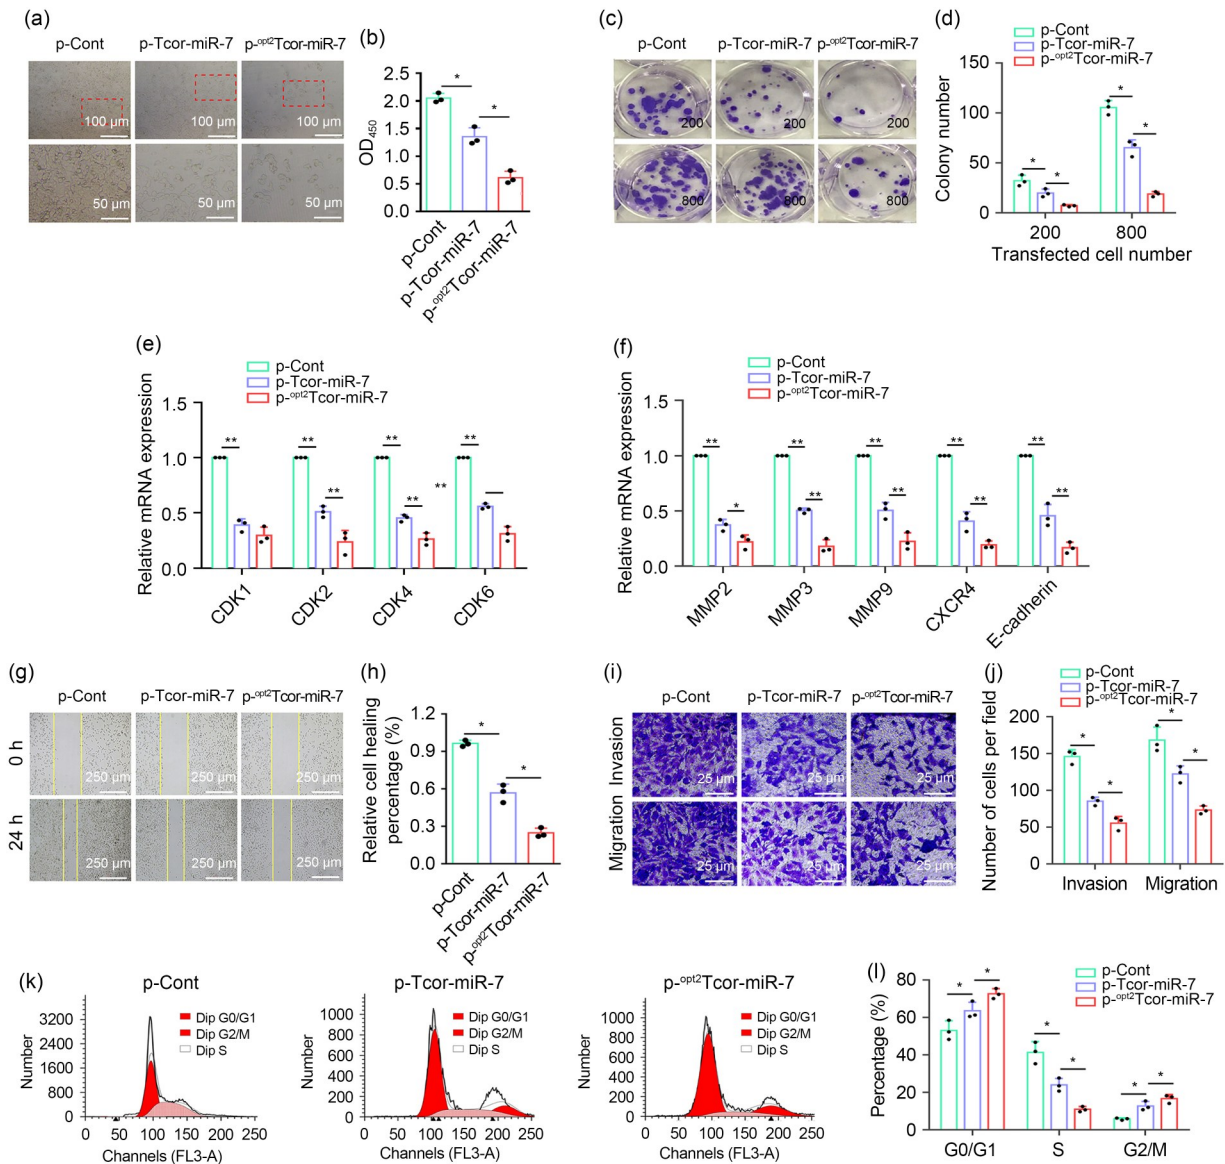 (a)
p-Cont p-Tcor-miR-7 p-opt2Tcor-miR-7
100 µm 100 µm 100 µm
50 µm 50 µm 50 µm
(b)
OD450
2.5
2.0
1.5
1.0
0.5
0.0
* *
p-Cont
p-Tcor-miR-7
p-opt2Tcor-miR-7
(c)
p-Cont p-Tcor-miR-7 p-opt2Tcor-miR-7
200 200 200
800 800 800
(d)
p-Cont
p-Tcor-miR-7
p-opt2Tcor-miR-7
Colony number
150
100
50
0
* * * *
200 800
Transfected cell number
(e)
p-Cont
p-Tcor-miR-7
p-opt2Tcor-miR-7
Relative mRNA expression
1.5
1.0
0.5
0.0
** ** ** **
** ** **
CDK1 CDK2 CDK4 CDK6
(f)
p-Cont
p-Tcor-miR-7
p-opt2Tcor-miR-7
Relative mRNA expression
1.5
1.0
0.5
0.0
** ** ** ** **
* ** ** ** **
MMP2 MMP3 MMP9 CXCR4 E-cadherin
(g)
p-Cont p-Tcor-miR-7 p-opt2Tcor-miR-7
0 h
250 µm 250 µm 250 µm
24 h
250 µm 250 µm 250 µm
(h)
Relative cell healing
percentage (%)
1.2
0.9
0.6
0.3
0.0
* *
p-Cont
p-Tcor-miR-7
p-opt2Tcor-miR-7
(i)
p-Cont p-Tcor-miR-7 p-opt2Tcor-miR-7
Invasion
25 µm 25 µm 25 µm
Migration
25 µm 25 µm 25 µm
(j)
p-Cont
p-Tcor-miR-7
p-opt2Tcor-miR-7
Number of cells per field
200
150
100
50
0
* * * *
Invasion Migration
(k)
p-Cont
Number
3200
2400
1600
800
0
Dip G0/G1
Dip G2/M
Dip S
0 50 100 150 200 250
Channels (FL3-A)
p-Tcor-miR-7
Number
1000
800
600
400
200
0
Dip G0/G1
Dip G2/M
Dip S
0 50 100 150 200 250
Channels (FL3-A)
p-opt2Tcor-miR-7
Number
1000
800
600
400
200
0
Dip G0/G1
Dip G2/M
Dip S
0 50 100 150 200 250
Channels (FL3-A)
(l)
p-Cont
p-Tcor-miR-7
p-opt2Tcor-miR-7
Percentage (%)
80
60
40
20
0
* * * * * *
G0/G1 S G2/M